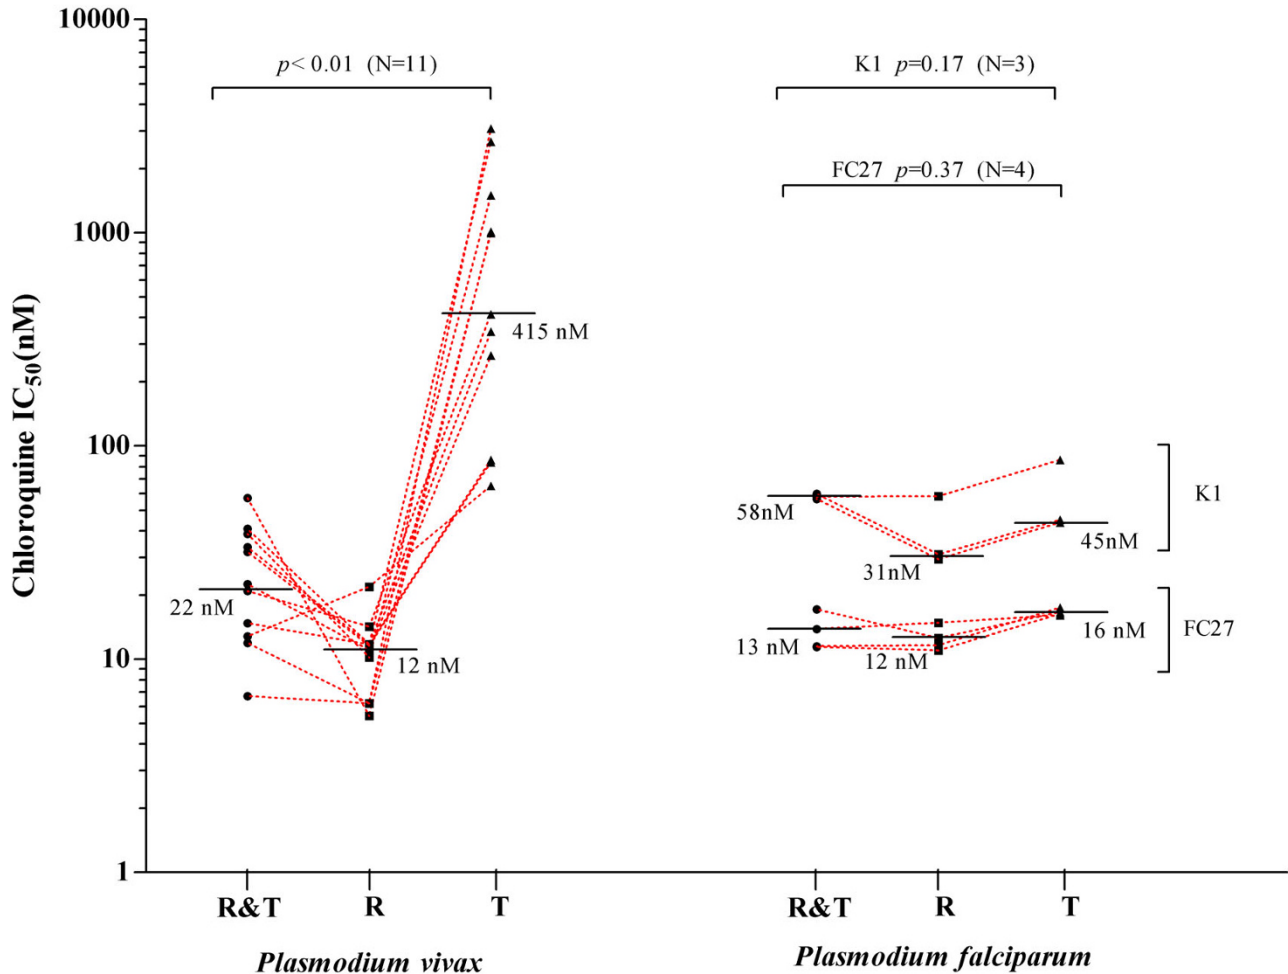 10000
1000
100
10
1
Chloroquine IC50(nM)
p< 0.01 (N=11)
K1 p=0.17 (N=3)
FC27 p=0.37 (N=4)
415 nM
22 nM
12 nM
58nM
31nM
45nM
K1
13 nM
12 nM
16 nM
FC27
R&T R T
R&T R T
Plasmodium vivax
Plasmodium falciparum